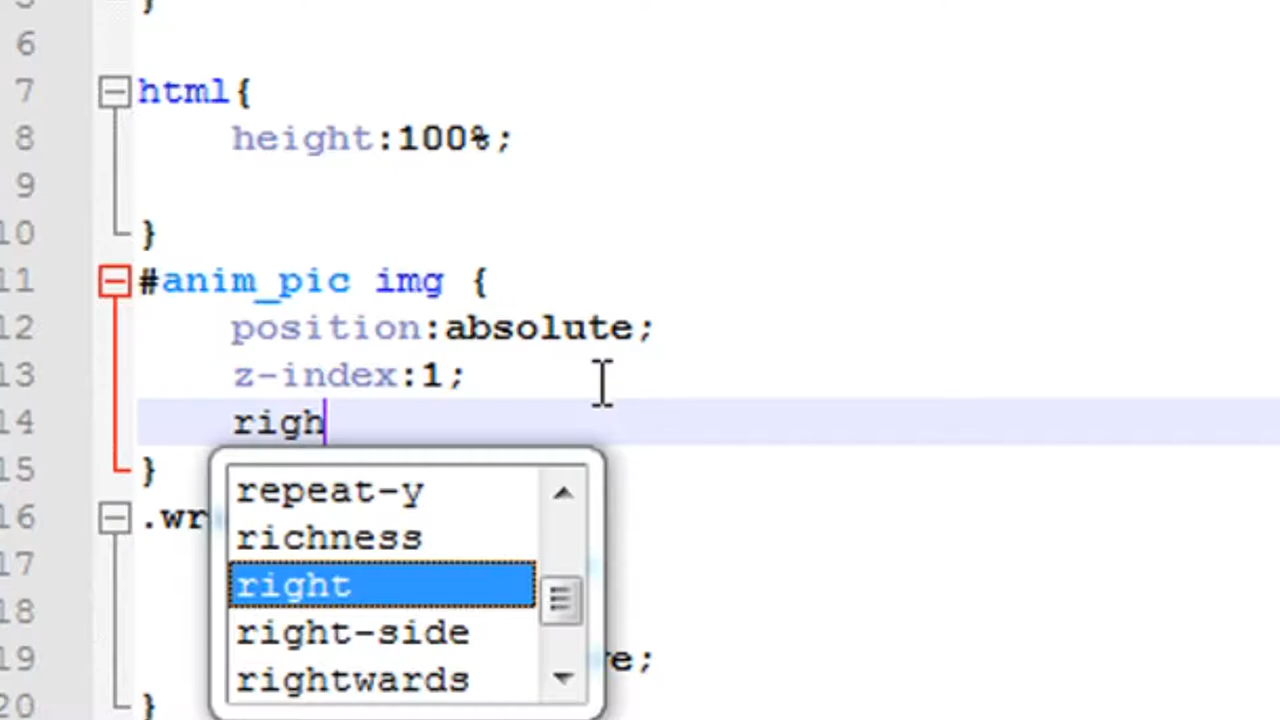 }
6
7 html{
8 height:100%;
9
10 }
11 #anim_pic img {
12 position:absolute;
13 z-index:1;
14 righ
15 }
repeat-y
16 .wr
richness
17
right
18
right-side
19 e;
rightwards
20 }